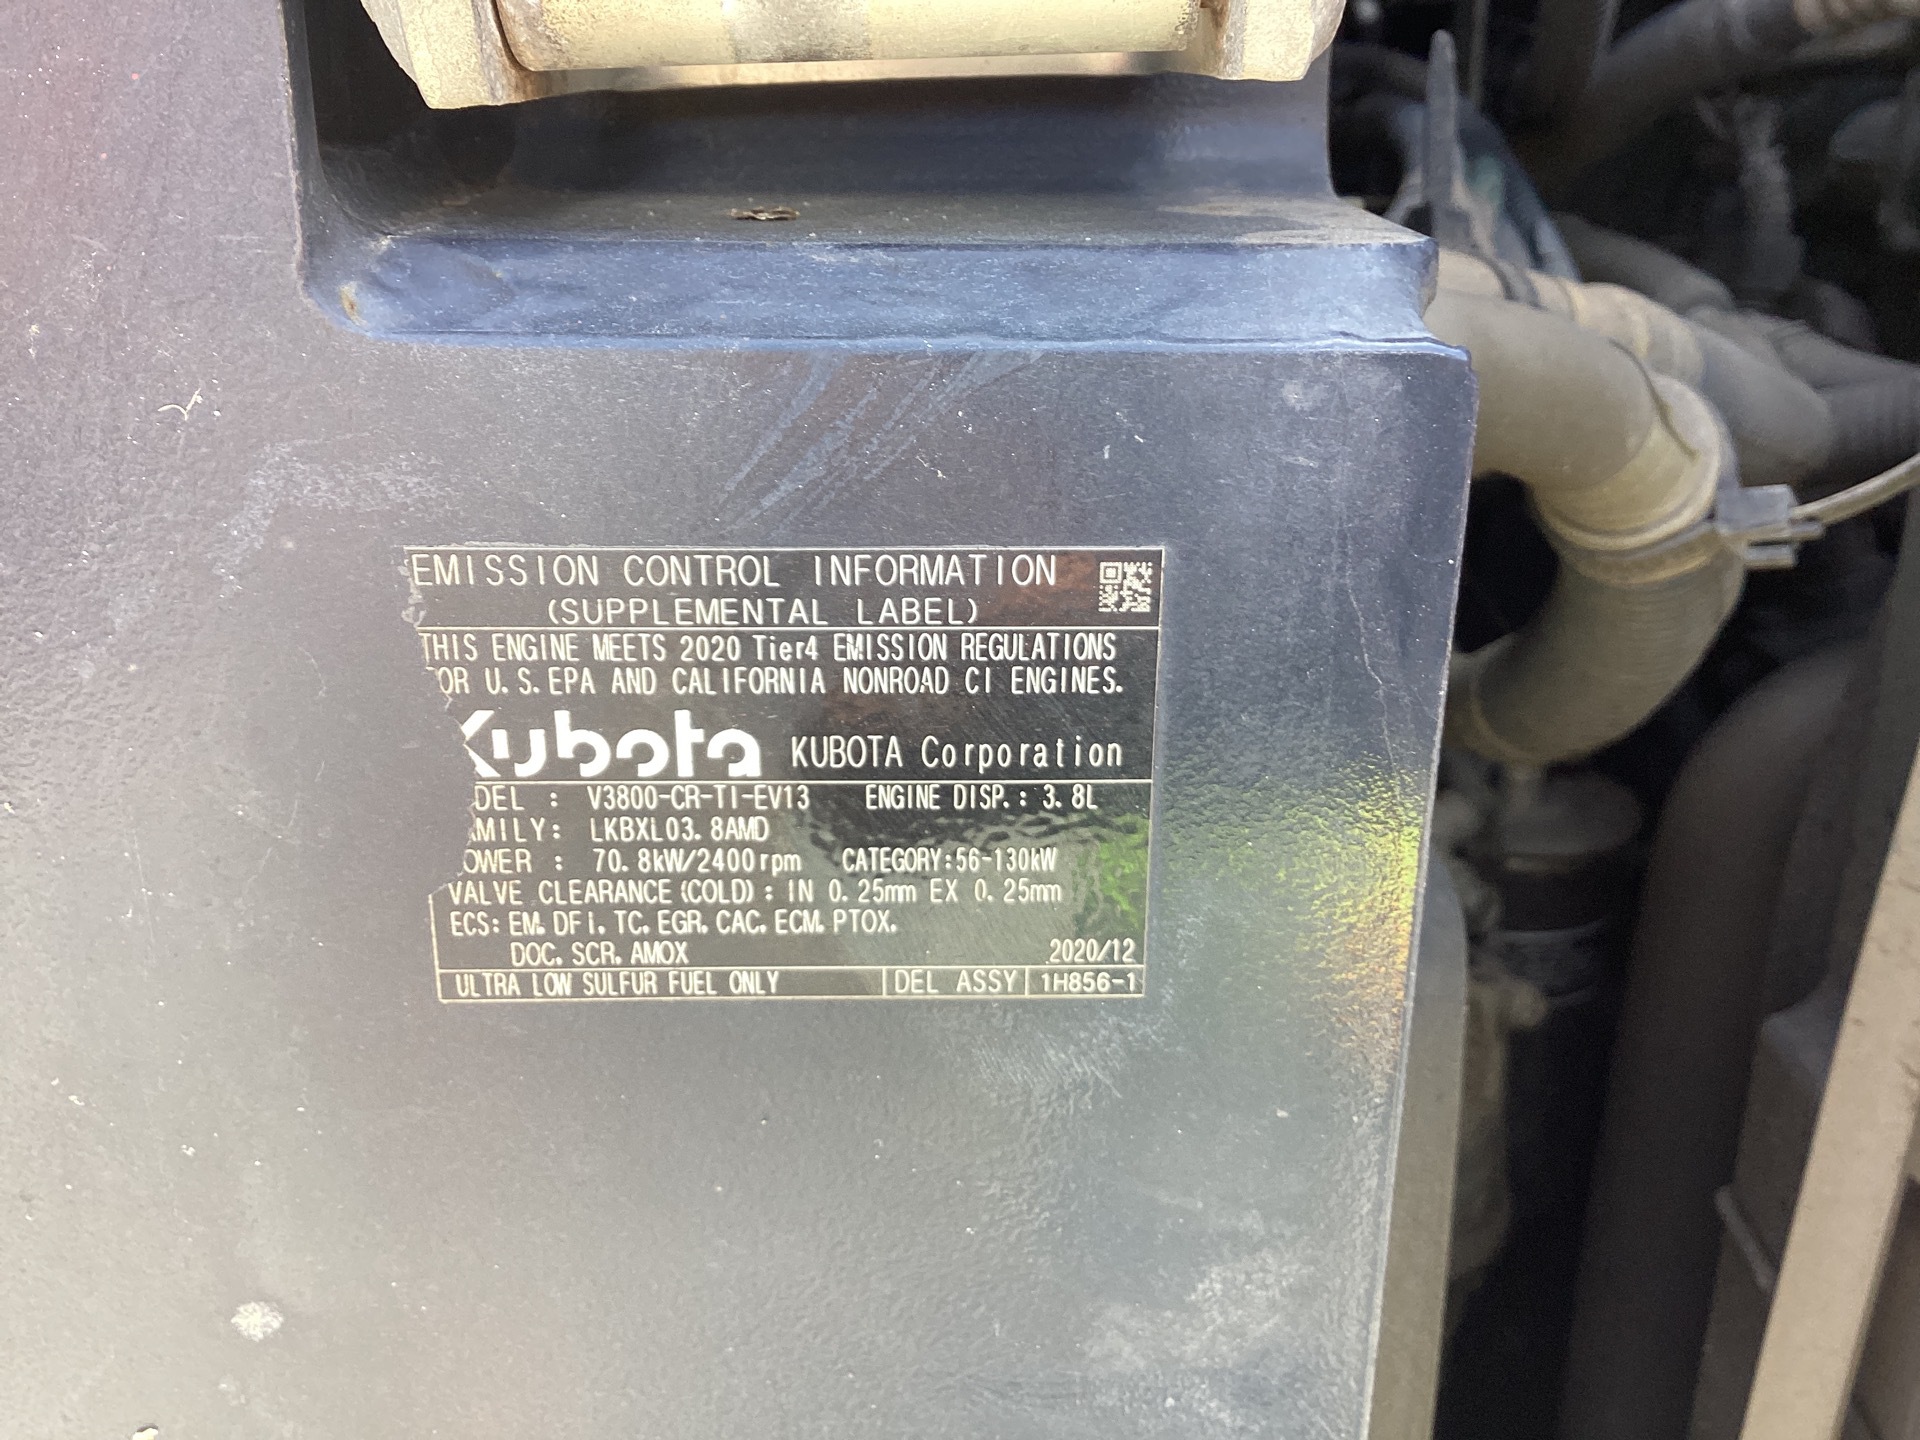 EMISSION CONTROL INFORMATION
(SUPPLEMENTAL LABEL)
THIS ENGINE MEETS 2020 Tier4 EMISSION REGULATIONS
OR U.S.EPA AND CALIFORNIA NONROAD CI ENGINES.
Kubota KUBOTA Corporation
DEL : V3800-CR-TI-EV13 ENGINE DISP.: 3.8L
MILY: LKBXL03.8AMD
OWER : 70.8kW/2400rpm CATEGORY:56-130kW
VALVE CLEARANCE(COLD): IN 0.25mm EX 0.25mm
ECS: EM. DFI. TC. EGR. CAC. ECM. PTOX.
DOC. SCR. AMOX 2020/12
ULTRA LOW SULFUR FUEL ONLY DEL ASSY 1H856-1